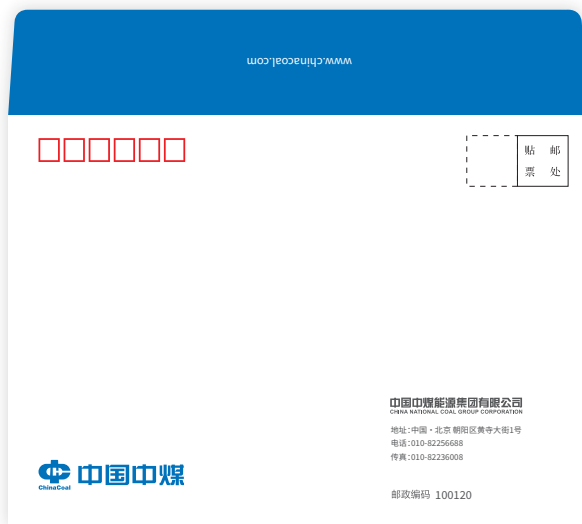 www.chinacoal.com
贴 邮
票 处
中国中煤能源集团有限公司
CHINA NATIONAL COAL GROUP CORPORATION
地址:中国·北京 朝阳区黄寺大街1号
电话:010-82256688
传真:010-82236008
中国中煤
ChinaCoal
邮政编码 100120